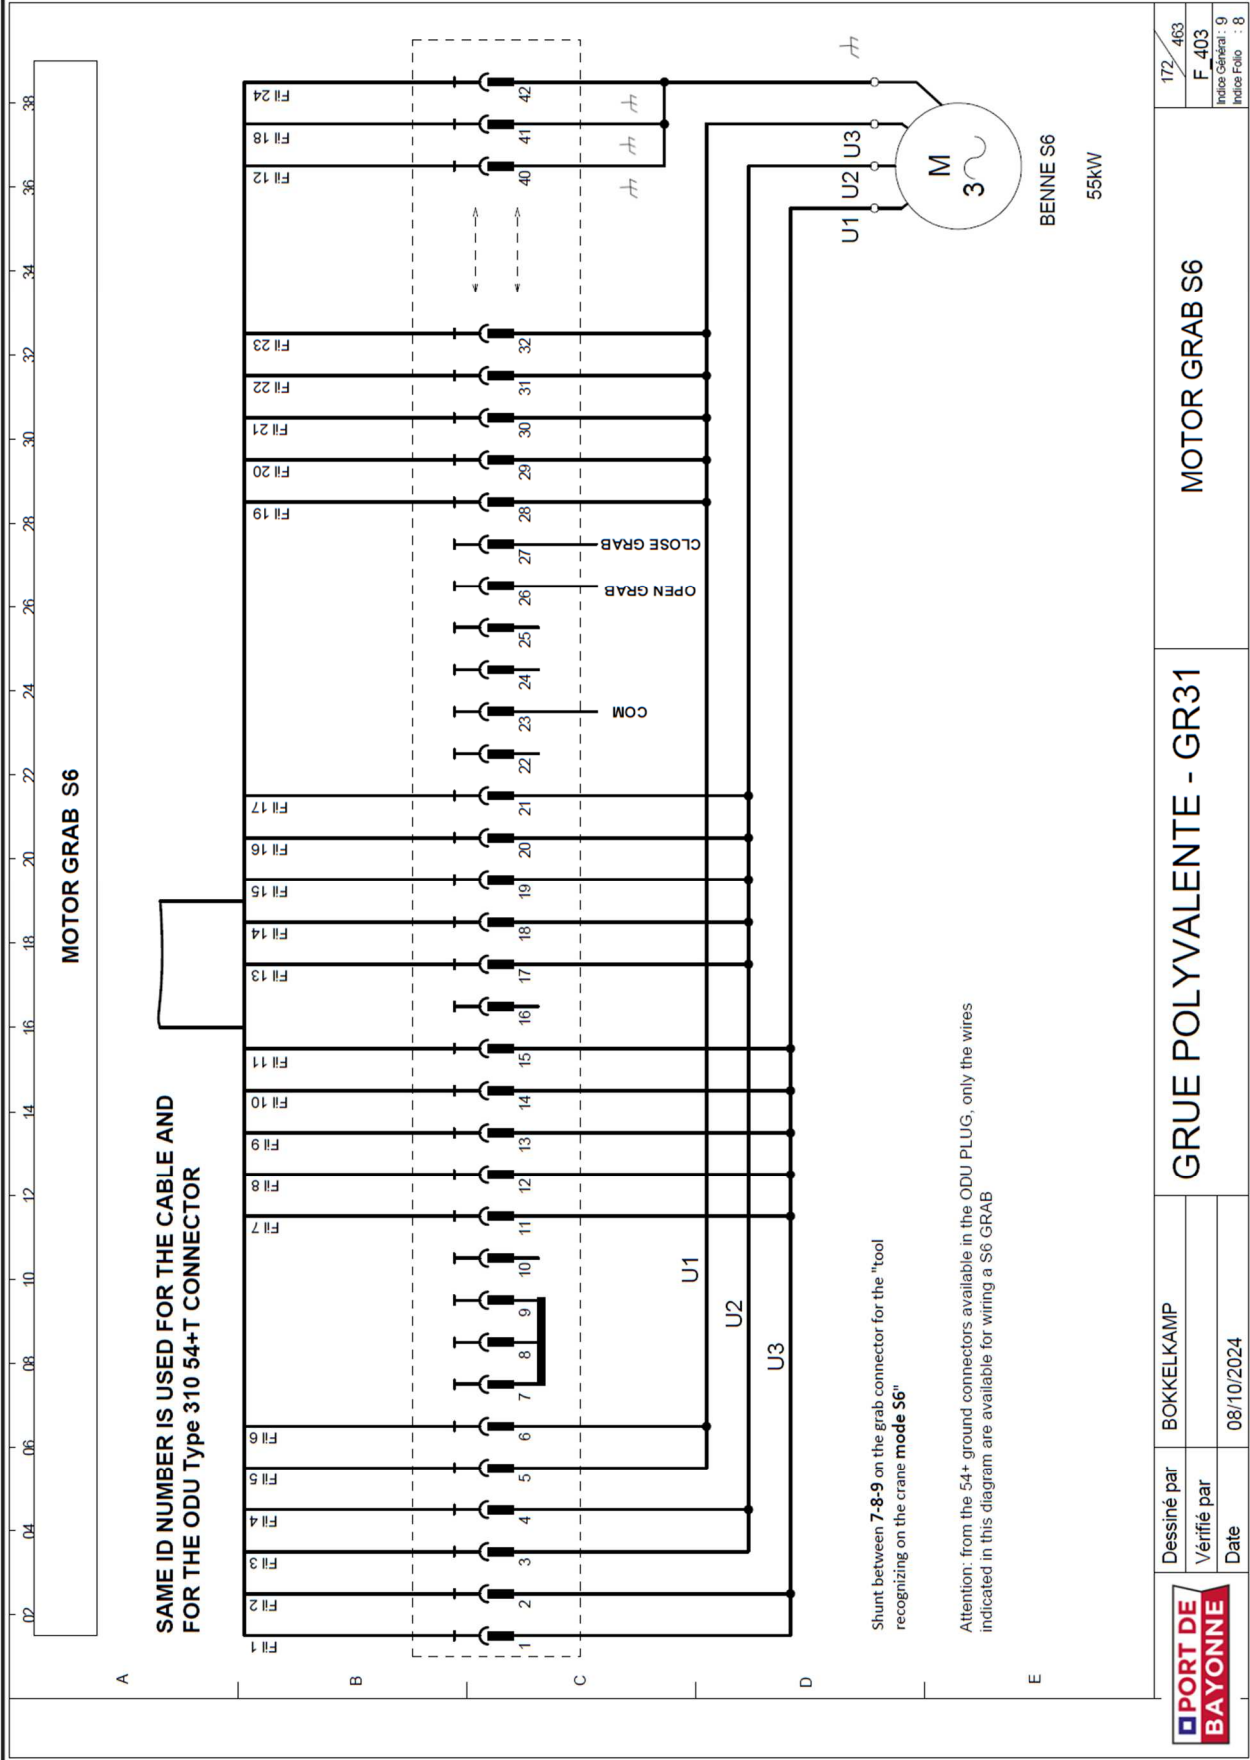 02 04 06 08 10 12 14 16 18 20 22 24 26 28 30 32 34 36 38
MOTOR GRAB S6
A
B
C
D
E
SAME ID NUMBER IS USED FOR THE CABLE AND
FOR THE ODU Type 310 54+T CONNECTOR
Fil 1
Fil 2
Fil 3
Fil 4
Fil 5
Fil 6
Fil 7
Fil 8
Fil 9
Fil 10
Fil 11
Fil 13
Fil 14
Fil 15
Fil 16
Fil 17
Fil 19
Fil 20
Fil 21
Fil 22
Fil 23
Fil 12
Fil 18
Fil 24
1 2 3 4 5 6 7 8 9 10 11 12 13 14 15 16 17 18 19 20 21 22 23 24 25 26 27 28 29 30 31 32 40 41 42
COM
OPEN GRAB
CLOSE GRAB
U1
U2
U3
U1 U2 U3
M
3
BENNE S6
55kW
Shunt between 7-8-9 on the grab connector for the "tool
recognizing on the crane mode S6"
Attention: from the 54+ ground connectors available in the ODU PLUG, only the wires
indicated in this diagram are available for wiring a S6 GRAB
PORT DE
BAYONNE
Dessiné par BOKKELKAMP
Vérifié par
Date 08/10/2024
GRUE POLYVALENTE - GR31
MOTOR GRAB S6
172 463
F_403
Indice Général : 9
Indice Folio : 8